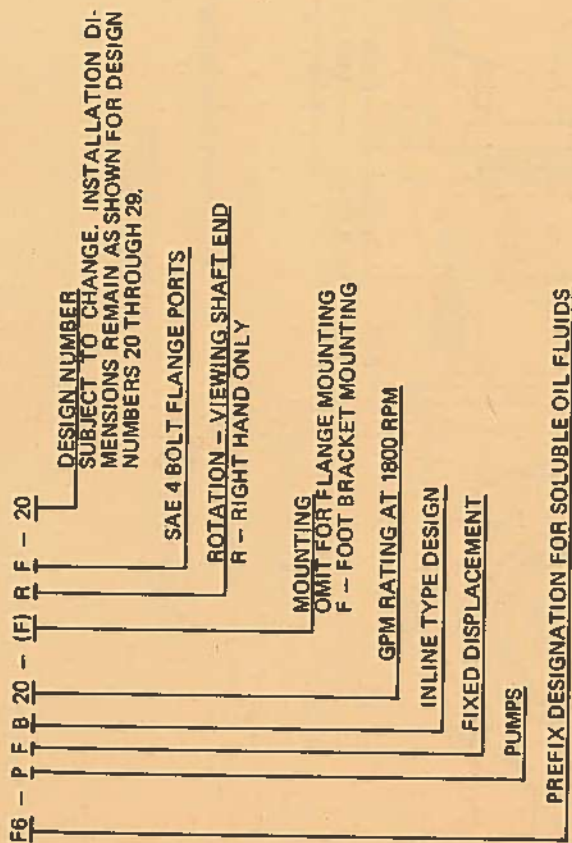 F6 – P F B 20 – (F) R F – 20
DESIGN NUMBER
SUBJECT TO CHANGE. INSTALLATION DI-
MENSIONS REMAIN AS SHOWN FOR DESIGN
NUMBERS 20 THROUGH 29.
SAE 4 BOLT FLANGE PORTS
ROTATION – VIEWING SHAFT END
R – RIGHT HAND ONLY
MOUNTING
OMIT FOR FLANGE MOUNTING
F – FOOT BRACKET MOUNTING
GPM RATING AT 1800 RPM
INLINE TYPE DESIGN
FIXED DISPLACEMENT
PUMPS
PREFIX DESIGNATION FOR SOLUBLE OIL FLUIDS